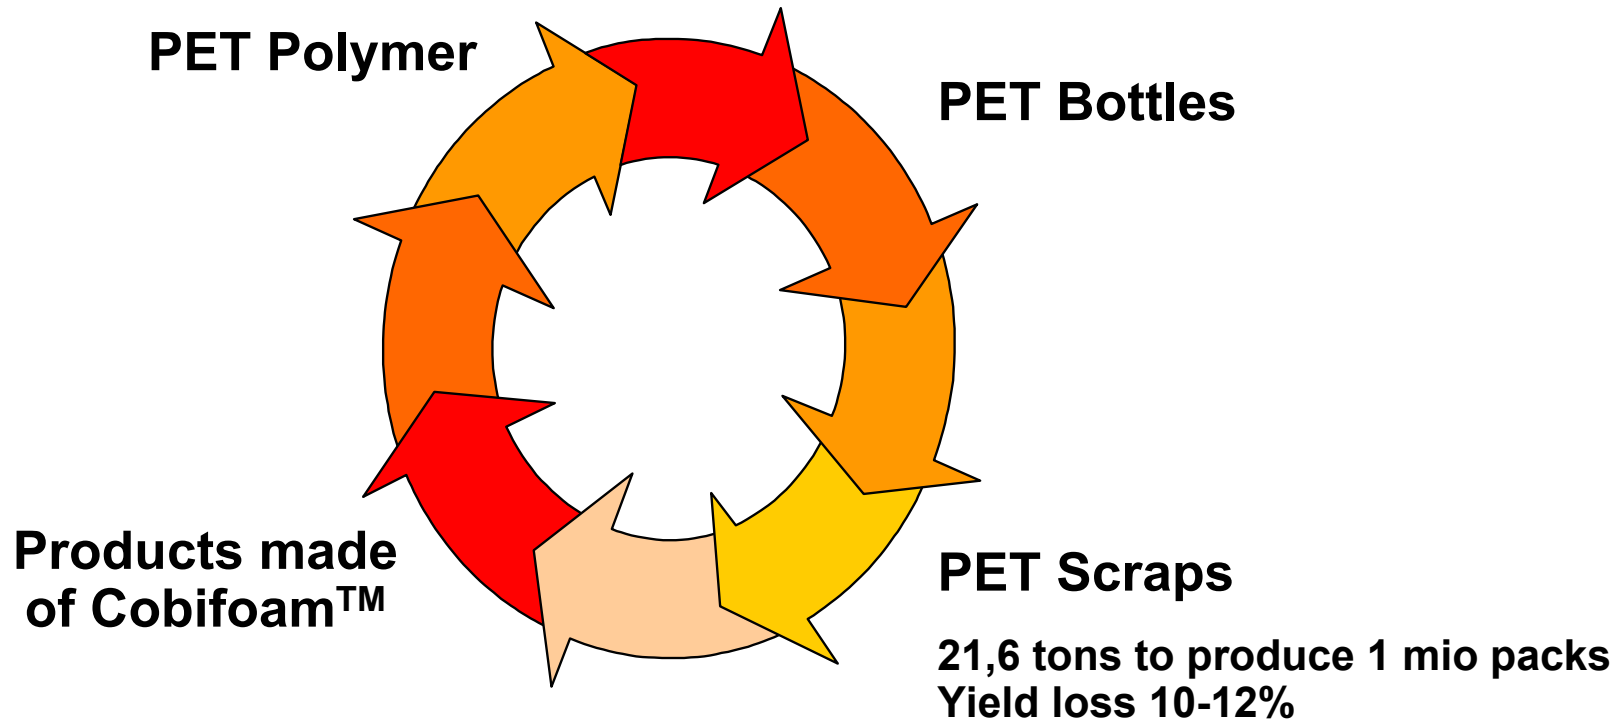 PET Polymer
PET Bottles
Products made
of Cobifoam™
PET Scraps
21,6 tons to produce 1 mio packs
Yield loss 10-12%